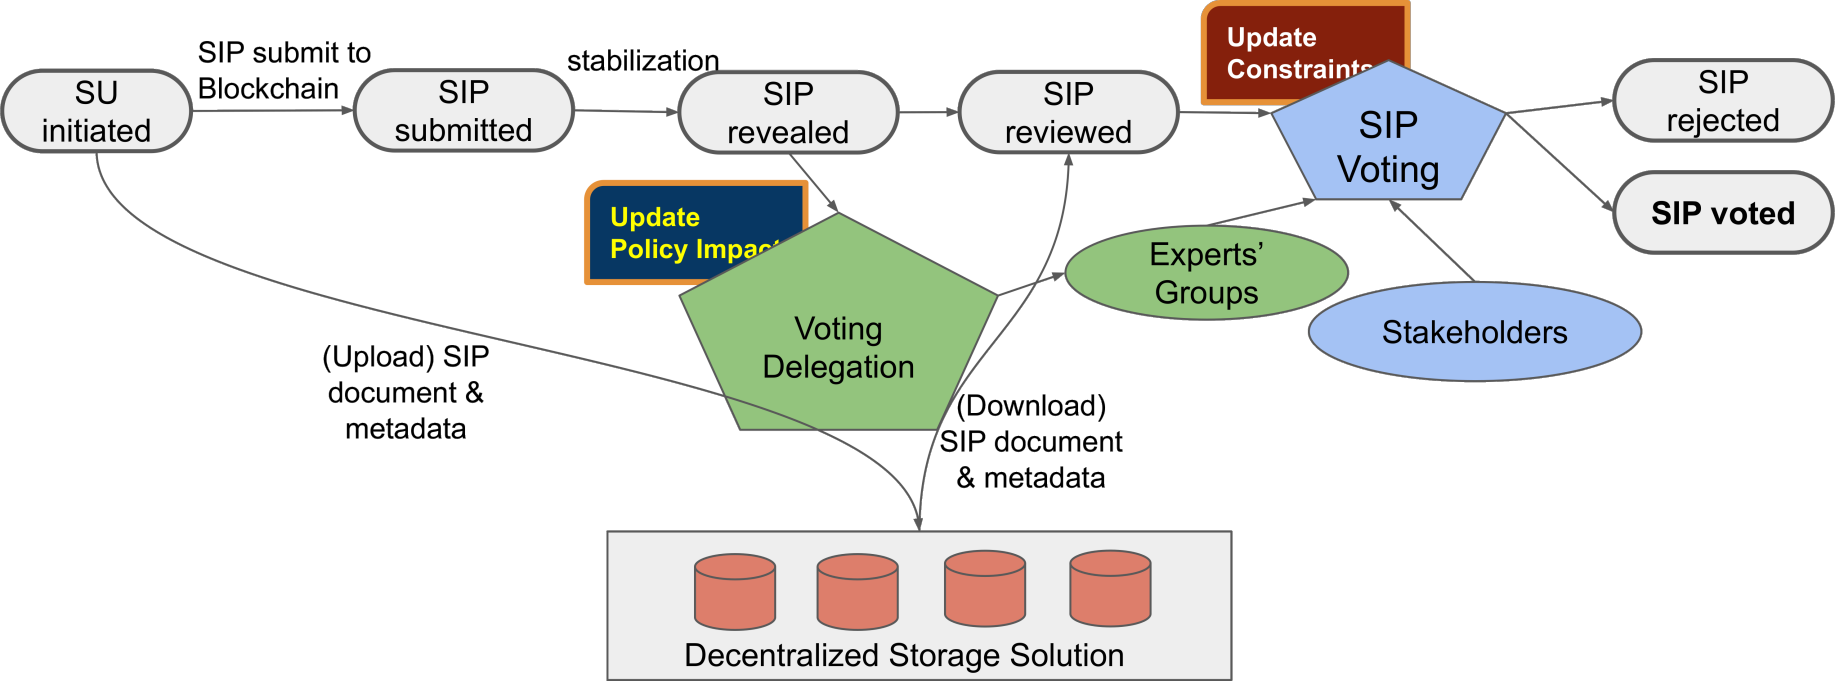 SU
initiated
SIP submit to
Blockchain
SIP
submitted
stabilization
SIP
revealed
SIP
reviewed
Update
Constraints
SIP
Voting
SIP
rejected
SIP voted
Update
Policy Impact
Voting
Delegation
Experts’
Groups
Stakeholders
(Upload) SIP
document &
metadata
(Download)
SIP document
& metadata
Decentralized Storage Solution